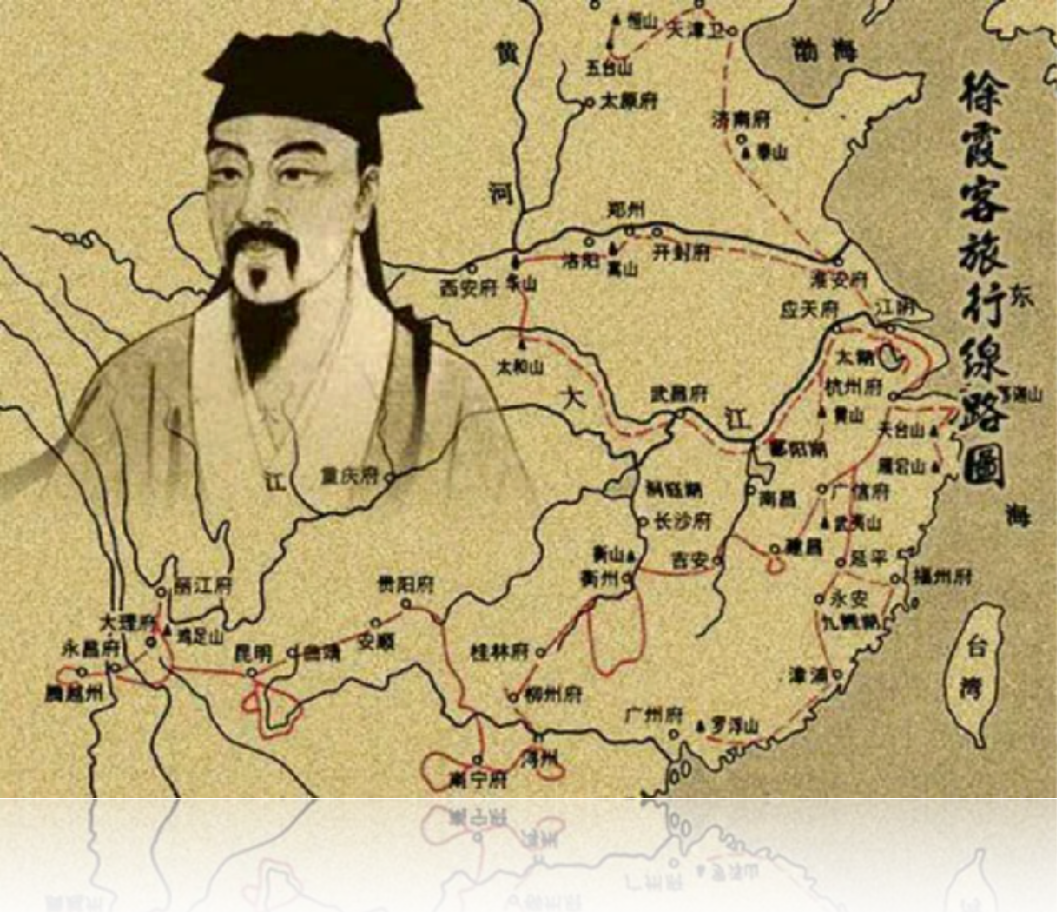 徐霞客旅行線路圖
恒山
天津卫
渤海
五台山
太原府
黄河
济南府
泰山
郑州
洛阳
嵩山
开封府
西安府
华山
淮安府
应天府
江阴
东海
太和山
太湖
杭州府
大江
武昌府
黄山
天台山
鄱阳湖
雁宕山
江
重庆府
南昌
广信府
长沙府
武夷山
衡山
吉安
建昌
延平
衡州
福州府
丽江府
贵阳府
永安
九鲤湖
大理府
鸡足山
安顺
永昌府
昆明
曲靖
桂林府
台湾
腾越州
漳浦
柳州府
广州府
罗浮山
浔州
南宁府